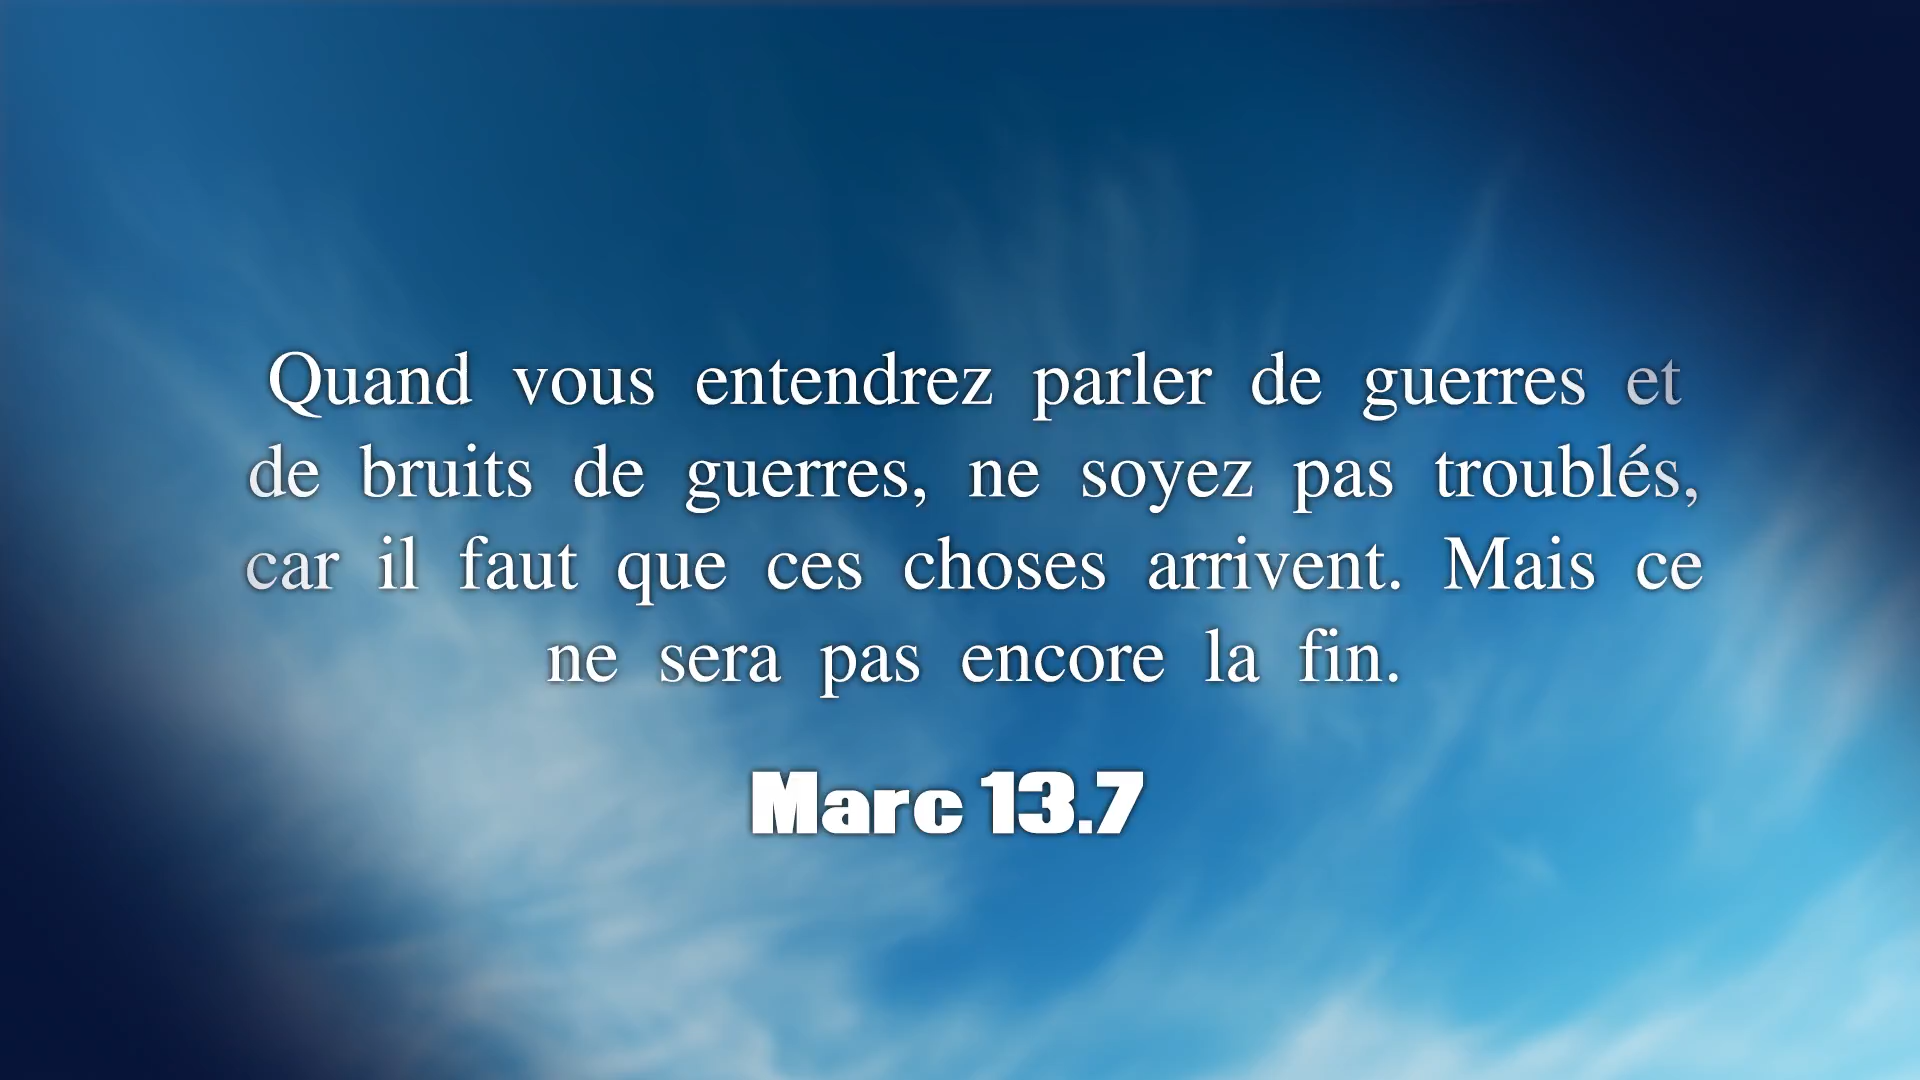 Quand vous entendrez parler de guerres et
de bruits de guerres, ne soyez pas troublés,
car il faut que ces choses arrivent. Mais ce
ne sera pas encore la fin.
Marc 13.7